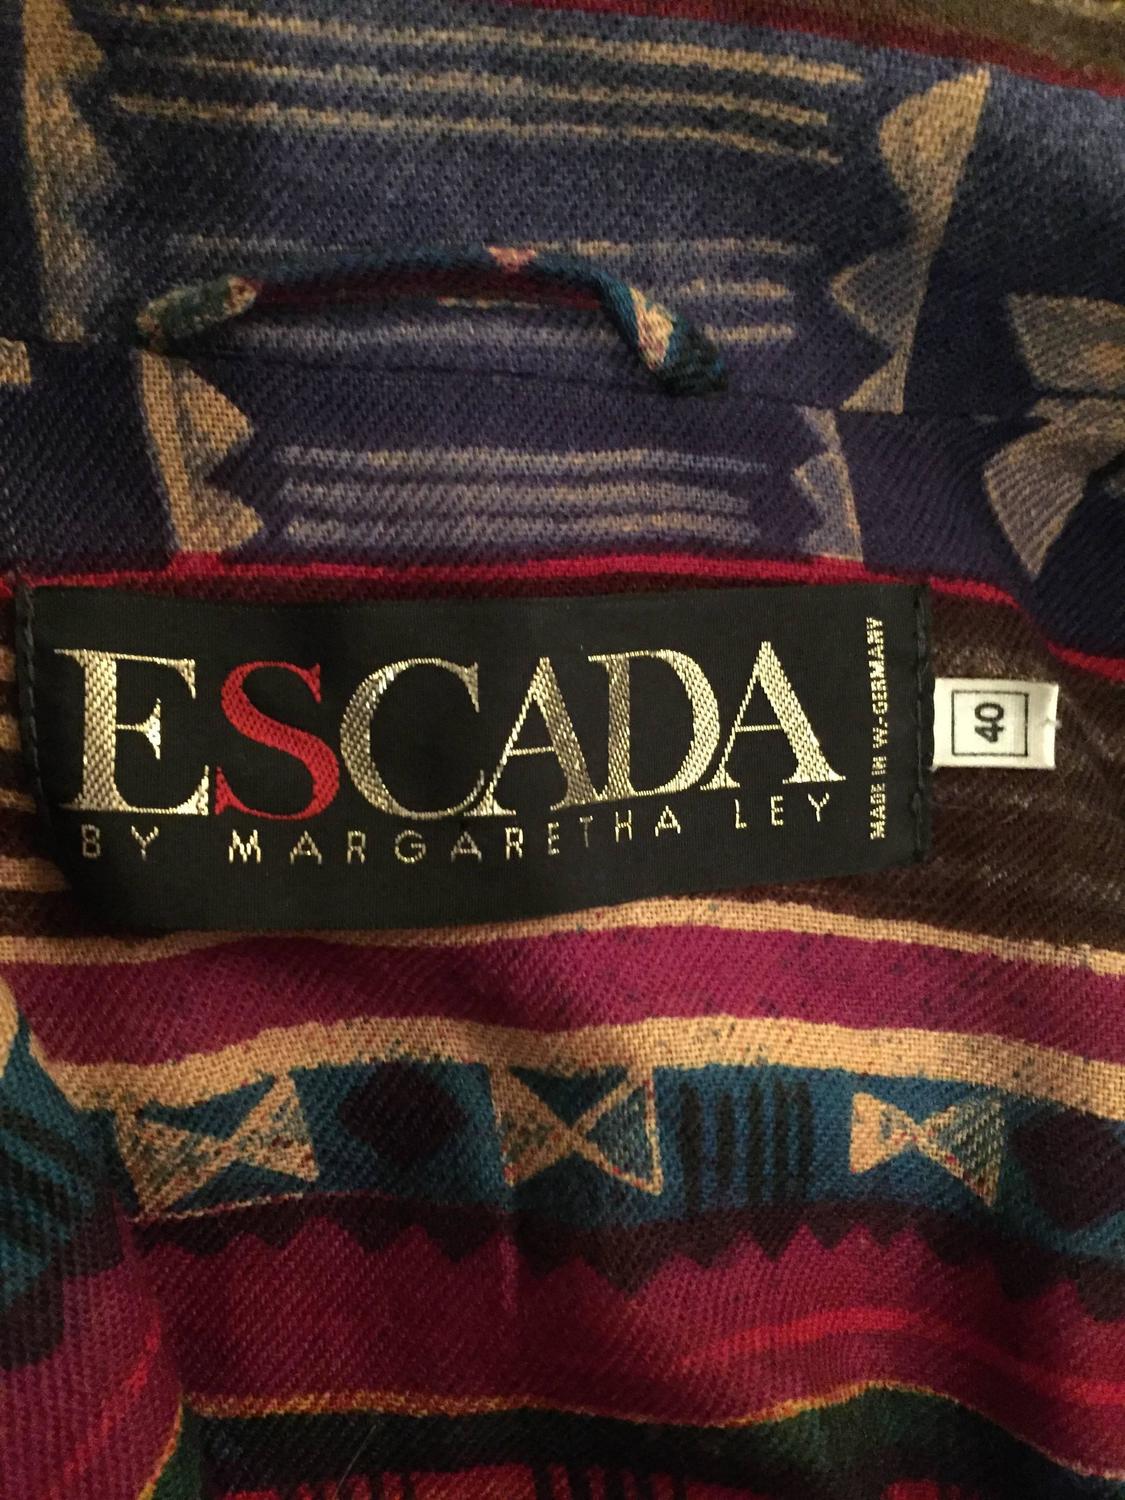 ESCADA
BY MARGARETHA LEY
MADE IN W.-GERMANY
40